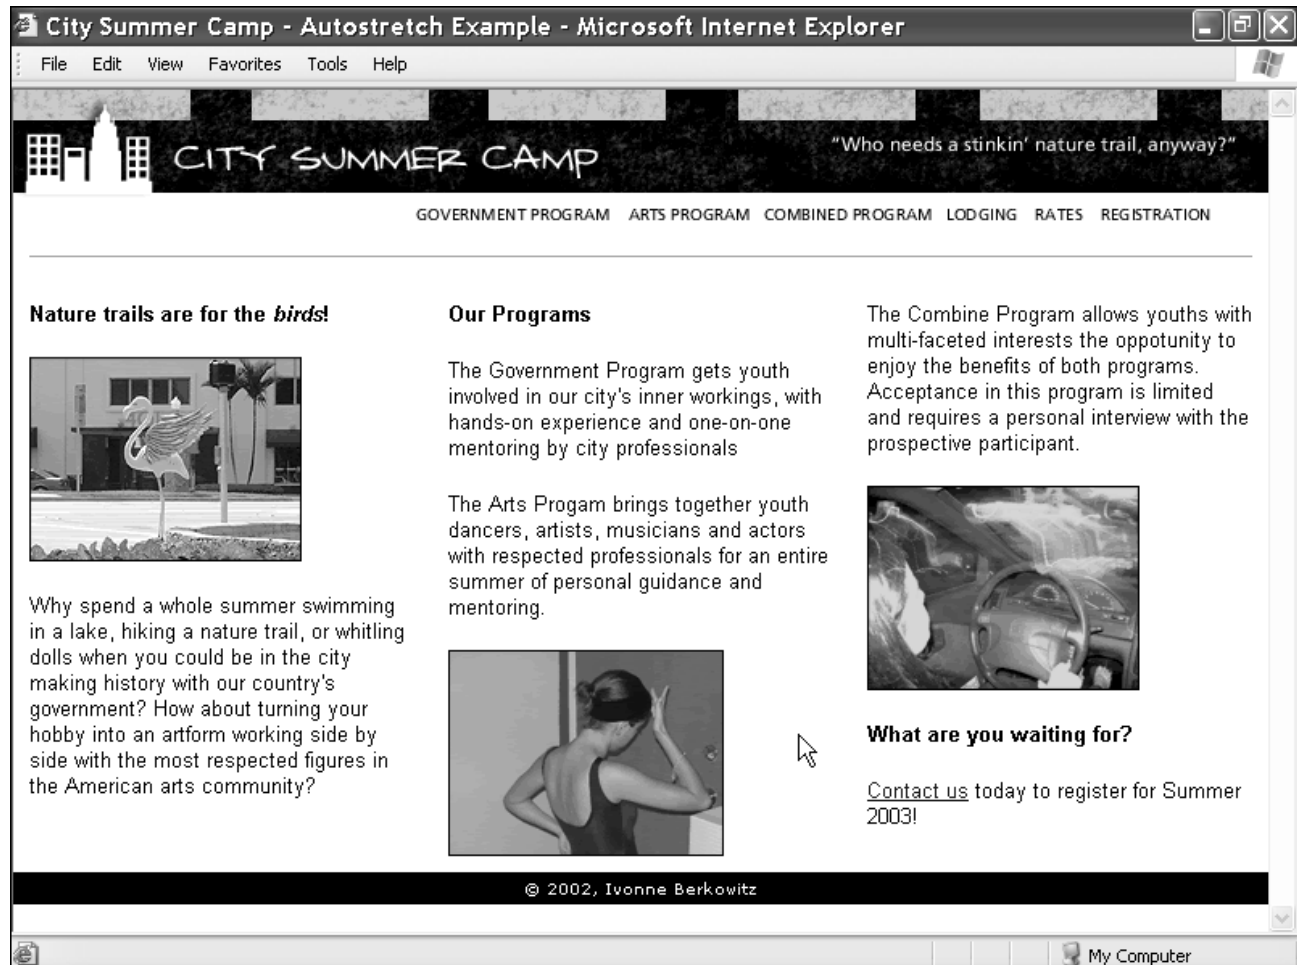 City Summer Camp - Autostretch Example - Microsoft Internet Explorer
File Edit View Favorites Tools Help
CITY SUMMER CAMP
“Who needs a stinkin’ nature trail, anyway?”
GOVERNMENT PROGRAM ARTS PROGRAM COMBINED PROGRAM LODGING RATES REGISTRATION
Nature trails are for the birds!
Why spend a whole summer swimming
in a lake, hiking a nature trail, or whitling
dolls when you could be in the city
making history with our country's
government? How about turning your
hobby into an artform working side by
side with the most respected figures in
the American arts community?
Our Programs
The Government Program gets youth
involved in our city's inner workings, with
hands-on experience and one-on-one
mentoring by city professionals
The Arts Progam brings together youth
dancers, artists, musicians and actors
with respected professionals for an entire
summer of personal guidance and
mentoring.
The Combine Program allows youths with
multi-faceted interests the oppotunity to
enjoy the benefits of both programs.
Acceptance in this program is limited
and requires a personal interview with the
prospective participant.
What are you waiting for?
Contact us today to register for Summer
2003!
© 2002, Ivonne Berkowitz
My Computer